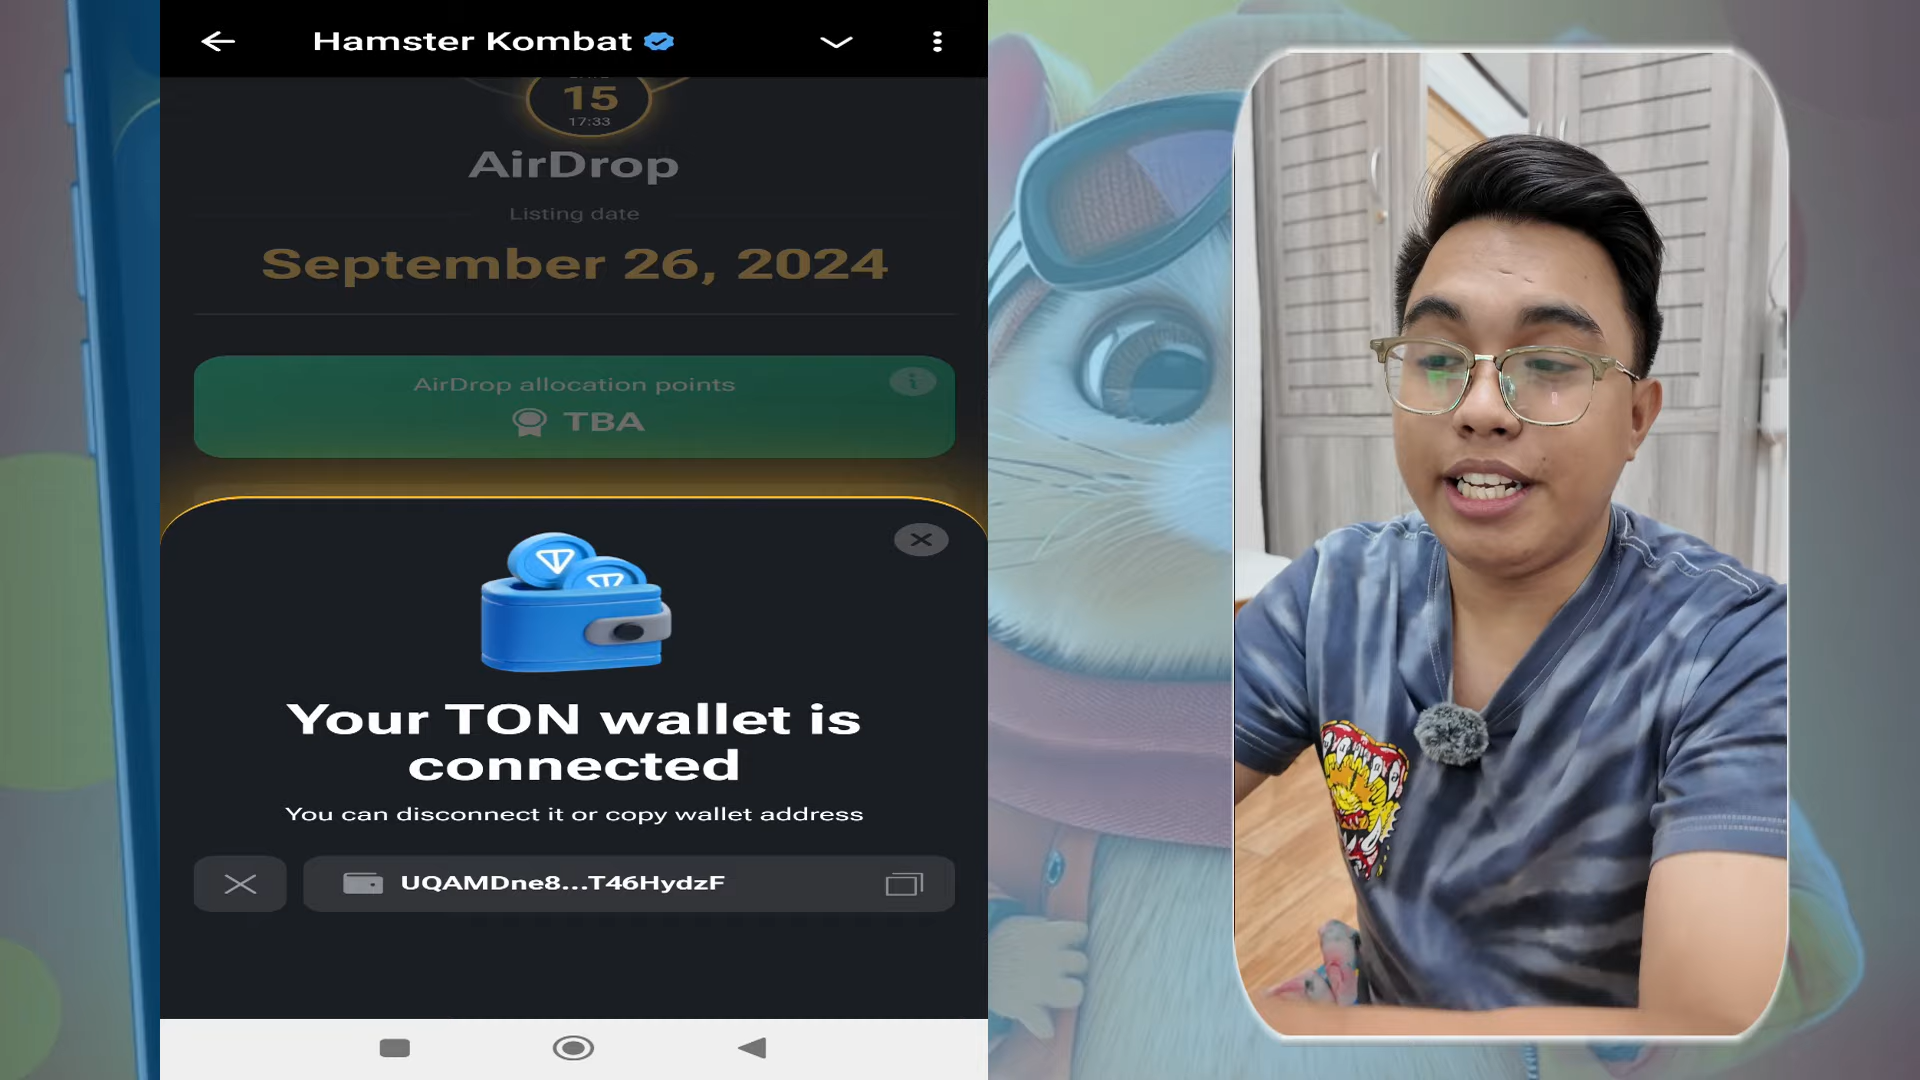 Hamster Kombat
15
17:33
AirDrop
Listing date
September 26, 2024
AirDrop allocation points
TBA
Your TON wallet is
connected
You can disconnect it or copy wallet address
UQAMDne8...T46HydzF